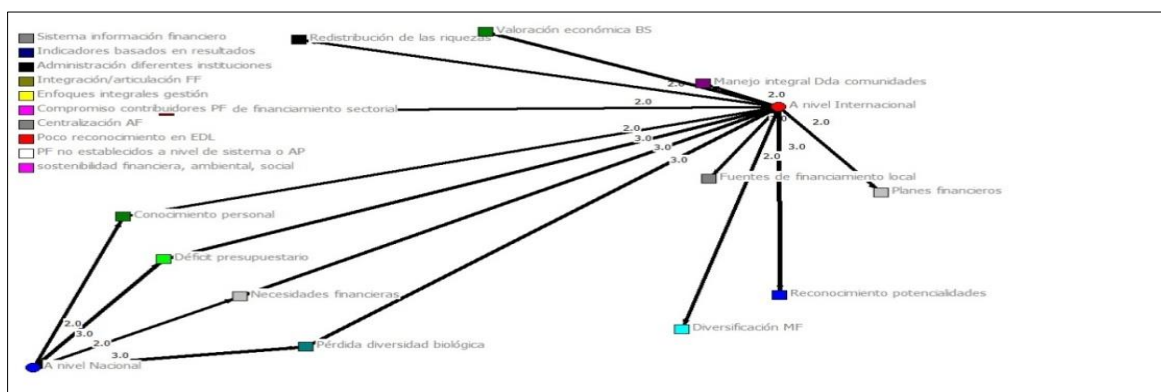 Sistema información financiero
Indicadores basados en resultados
Administración diferentes instituciones
Integración/articulación FF
Enfoques integrales gestión
Compromiso contribuidores PF de financiamiento sectorial
Centralización AF
Poco reconocimiento en EDL
PF no establecidos a nivel de sistema o AP
sostenibilidad financiera, ambiental, social
Redistribución de las riquezas
Valoración económica BS
Manejo integral Dda comunidades
2.0
2.0
A nivel Internacional
2.0
2.0
2.0
3.0
3.0
3.0
3.0
2.0
Fuentes de financiamiento local
Planes financieros
Conocimiento personal
Déficit presupuestario
Necesidades financieras
Reconocimiento potencialidades
Diversificación MF
2.0
3.0
2.0
Pérdida diversidad biológica
3.0
A nivel Nacional